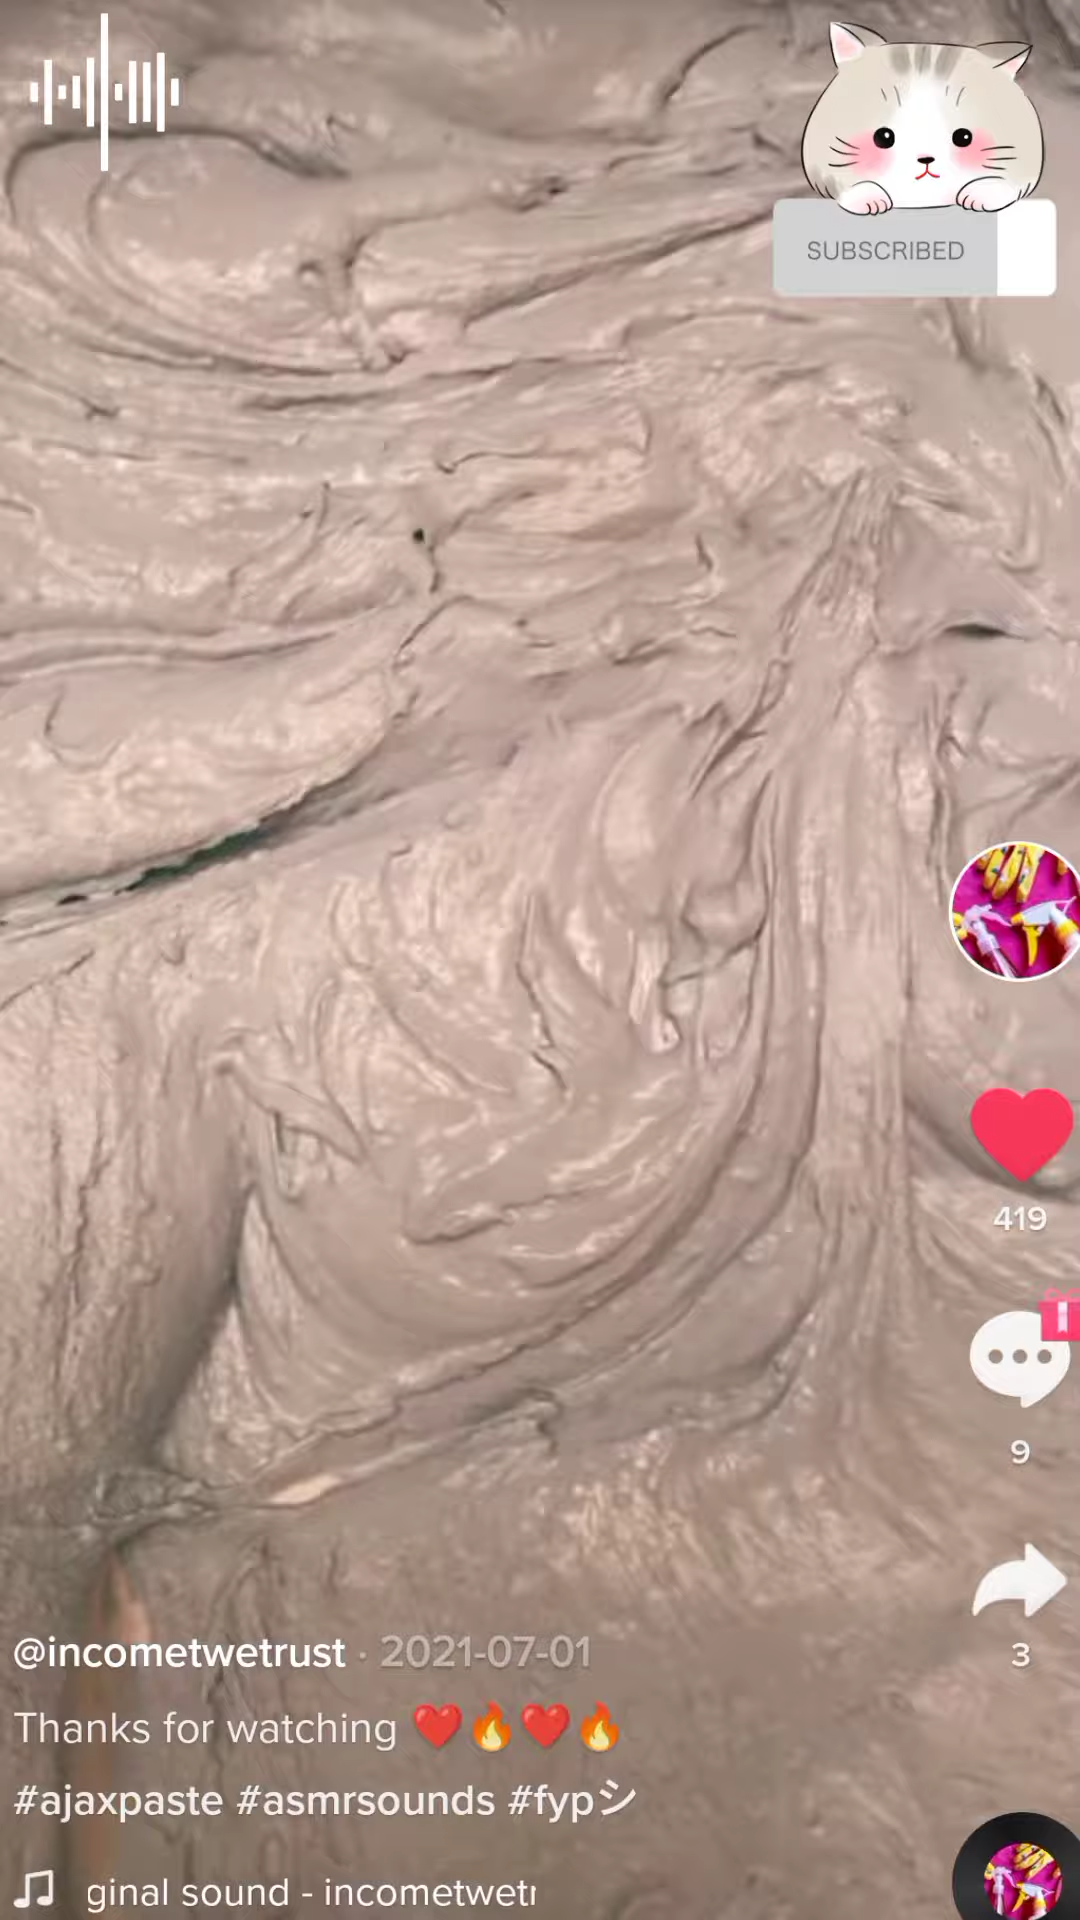 SUBSCRIBED
419
9
3
@incometwetrust · 2021-07-01
Thanks for watching ❤️🔥❤️🔥
#ajaxpaste #asmrsounds #fypシ
ginal sound - incometwetr